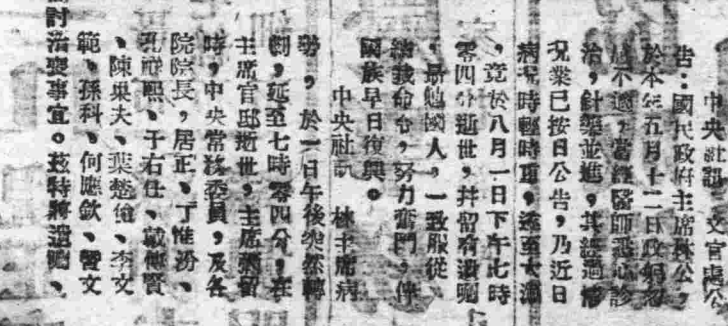 中央社訊　文官處公
告：國民政府主席林公，
於本年五月十二日政躬
不適，當經醫師悉心診
治，針藥並進，其經過情
況業已按日公告，乃近日
病況時輕時重，遂至大漸
，竟於八月一日下午七時
零四分逝世，并留有遺囑
，勗勉國人，一致服從
命令，努力奮鬥，俾
國族早日復興。
中央社訊　林主席病
勢，於一日午後突然轉
劇，延至七時零四分，在
主席官邸逝世，主席彌留
時，中央常務委員，及各
院院長，居正、丁惟汾、
孔祥熙、于右任、戴傳賢
、陳果夫、葉楚傖、李文
範、孫科、何應欽、曾文
討治喪事宜。茲特將遺囑、